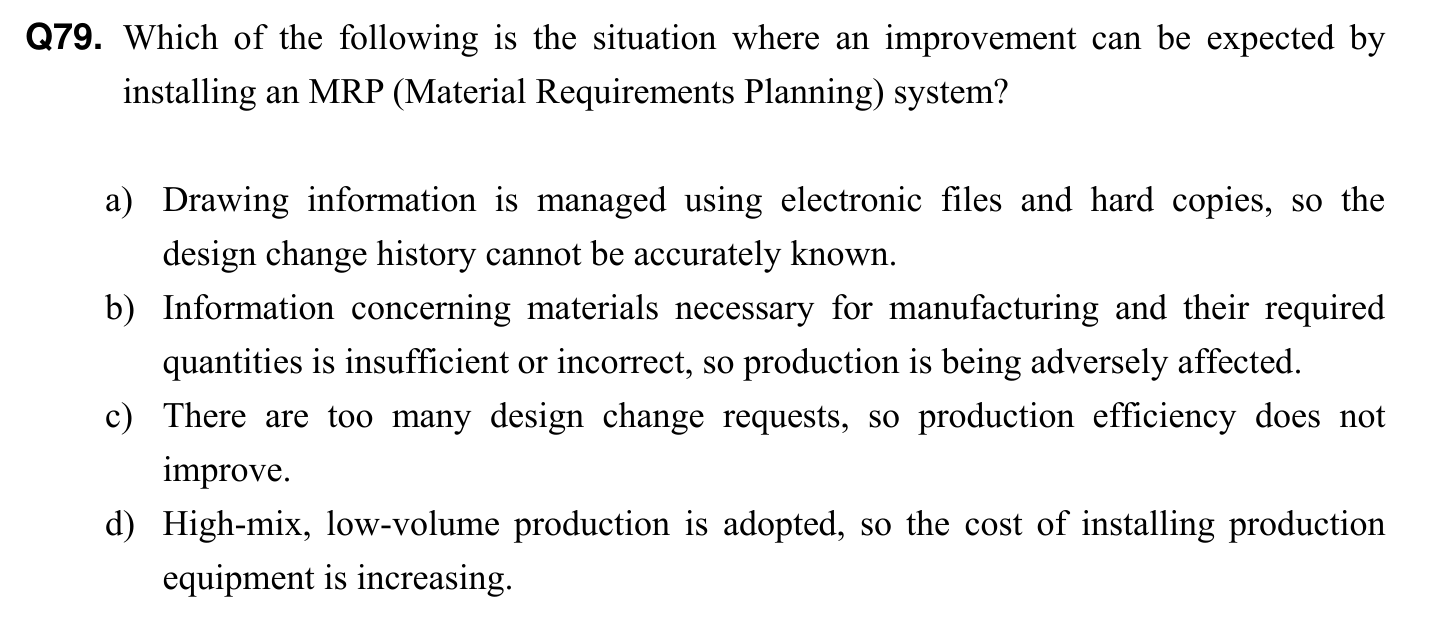 Q79. Which of the following is the situation where an improvement can be expected by
installing an MRP (Material Requirements Planning) system?
a) Drawing information is managed using electronic files and hard copies, so the
design change history cannot be accurately known.
b) Information concerning materials necessary for manufacturing and their required
quantities is insufficient or incorrect, so production is being adversely affected.
c) There are too many design change requests, so production efficiency does not
improve.
d) High-mix, low-volume production is adopted, so the cost of installing production
equipment is increasing.